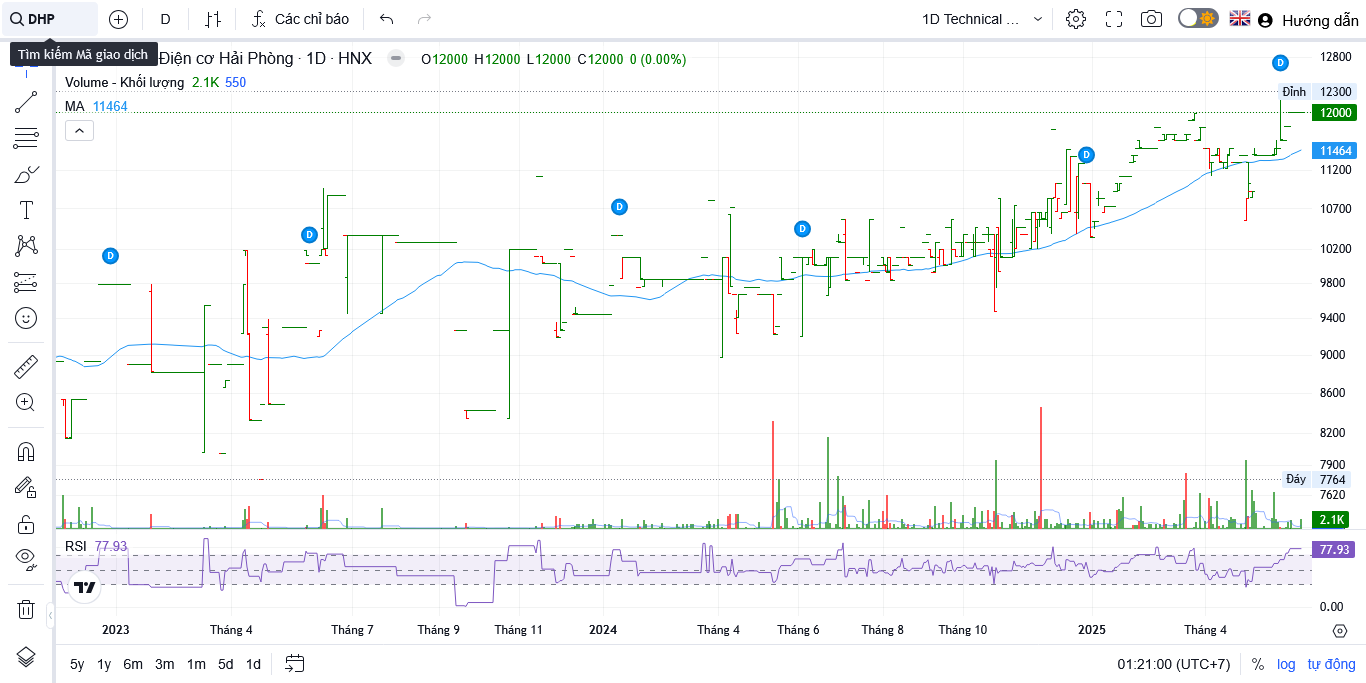 DHP
D
Các chỉ báo
1D Technical ...
Hướng dẫn
Tìm kiếm Mã giao dịch
Điện cơ Hải Phòng · 1D · HNX
O12000 H12000 L12000 C12000 0 (0.00%)
Volume - Khối lượng 2.1K 550
MA 11464
D
D
D
D
D
D
12800
Đỉnh 12300
12000
11464
11200
10700
10200
9800
9400
9000
8600
8200
7900
Đáy 7764
7620
2.1K
RSI 77.93
77.93
0.00
2023
Tháng 4
Tháng 7
Tháng 9
Tháng 11
2024
Tháng 4
Tháng 6
Tháng 8
Tháng 10
2025
Tháng 4
5y 1y 6m 3m 1m 5d 1d
01:21:00 (UTC+7)
% log tự động